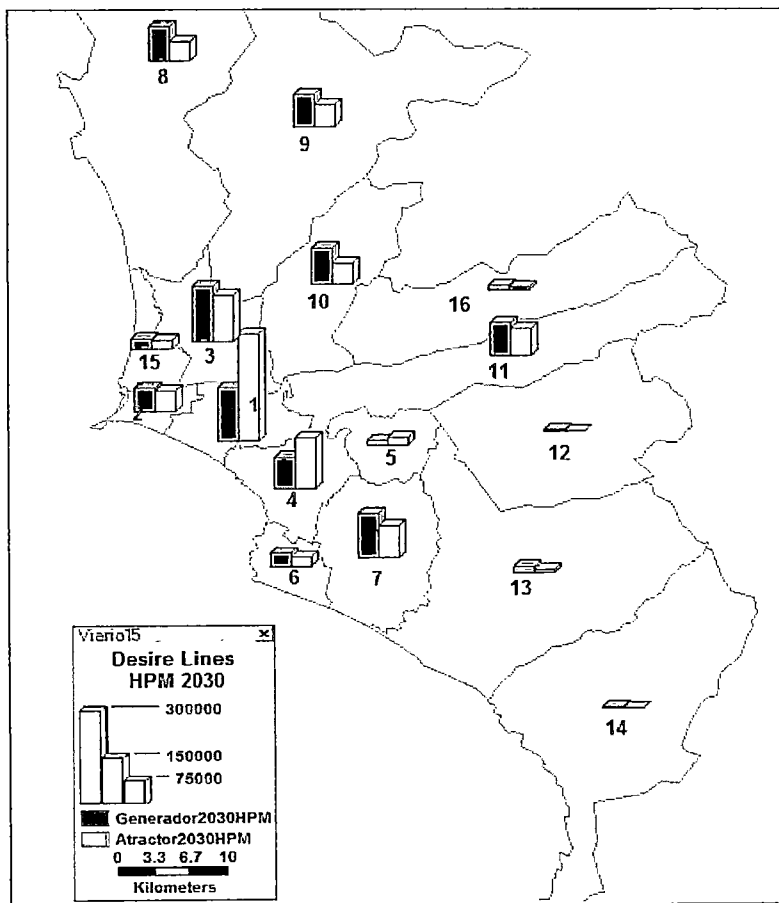 8
9
10
16
3
11
15
2
1
12
5
4
7
6
13
14
Viario15
Desire Lines
HPM 2030
300000
150000
75000
Generador2030HPM
Atractor2030HPM
0 3.3 6.7 10
Kilometers